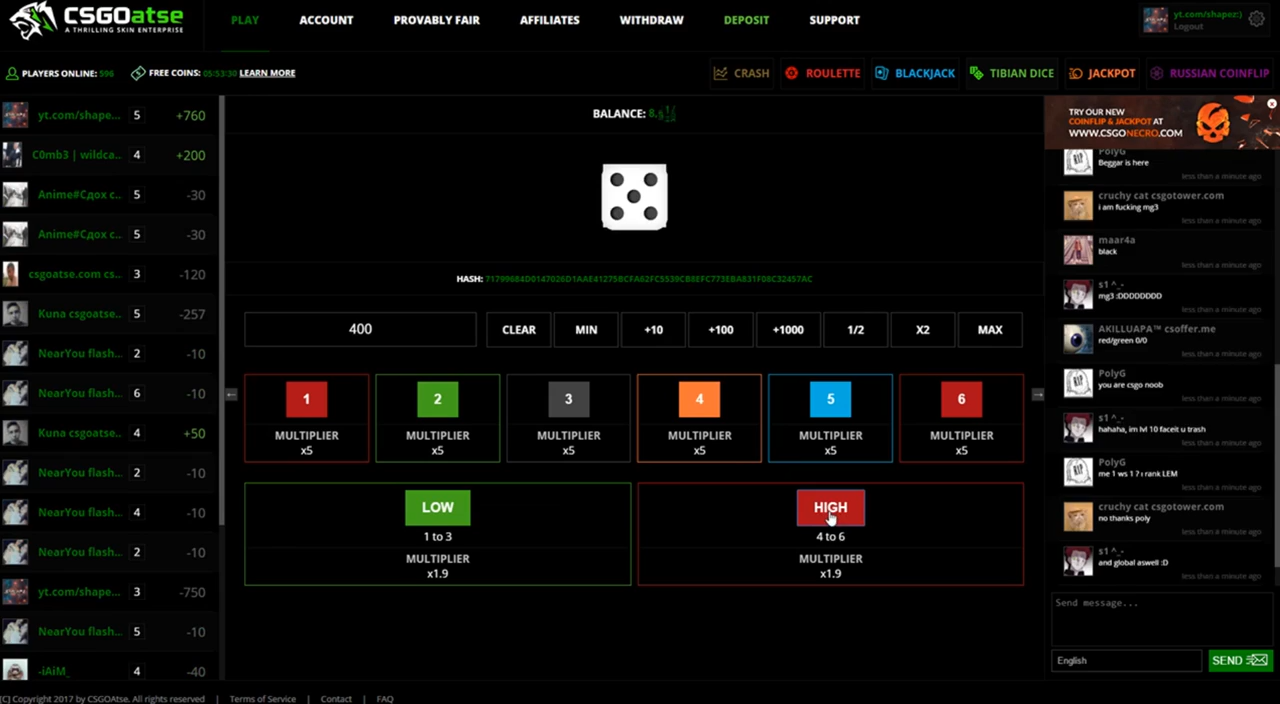 CSGOatse
A THRILLING SKIN ENTERPRISE
PLAY
ACCOUNT
PROVABLY FAIR
AFFILIATES
WITHDRAW
DEPOSIT
SUPPORT
yt.com/shapez:)
Logout
PLAYERS ONLINE: 596
FREE COINS: 05:53:30 LEARN MORE
CRASH
ROULETTE
BLACKJACK
TIBIAN DICE
JACKPOT
RUSSIAN COINFLIP
yt.com/shape... 5 +760
C0mb3 | wildca... 4 +200
Anime#Сдох с... 5 -30
Anime#Сдох с... 5 -30
csgoatse.com cs... 3 -120
Kuna csgoatse... 5 -257
NearYou flash... 2 -10
NearYou flash... 6 -10
Kuna csgoatse... 4 +50
NearYou flash... 2 -10
NearYou flash... 4 -10
NearYou flash... 2 -10
yt.com/shape... 3 -750
NearYou flash... 5 -10
-iAiM_ 4 -40
BALANCE:
HASH: 71799684D0147026D1AAE41275BCFA62FC5539CB8EFC773EBA831F08C32457AC
400
CLEAR
MIN
+10
+100
+1000
1/2
X2
MAX
1
MULTIPLIER
x5
2
MULTIPLIER
x5
3
MULTIPLIER
x5
4
MULTIPLIER
x5
5
MULTIPLIER
x5
6
MULTIPLIER
x5
LOW
1 to 3
MULTIPLIER
x1.9
HIGH
4 to 6
MULTIPLIER
x1.9
TRY OUR NEW
COINFLIP & JACKPOT AT
WWW.CSGONECRO.COM
PolyG
Beggar is here
less than a minute ago
cruchy cat csgotower.com
i am fucking mg3
less than a minute ago
maar4a
black
less than a minute ago
s1 ^_-
mg3 :DDDDDDDD
less than a minute ago
AKILLUAPA™ csoffer.me
red/green 0/0
less than a minute ago
PolyG
you are csgo noob
less than a minute ago
s1 ^_-
hahaha, im lvl 10 faceit u trash
less than a minute ago
PolyG
me 1 ws 1 ? ı rank LEM
less than a minute ago
cruchy cat csgotower.com
no thanks poly
less than a minute ago
s1 ^_-
and global aswell :D
less than a minute ago
Send message...
English
SEND
[C] Copyright 2017 by CSGOAtse. All rights reserved | Terms of Service | Contact | FAQ